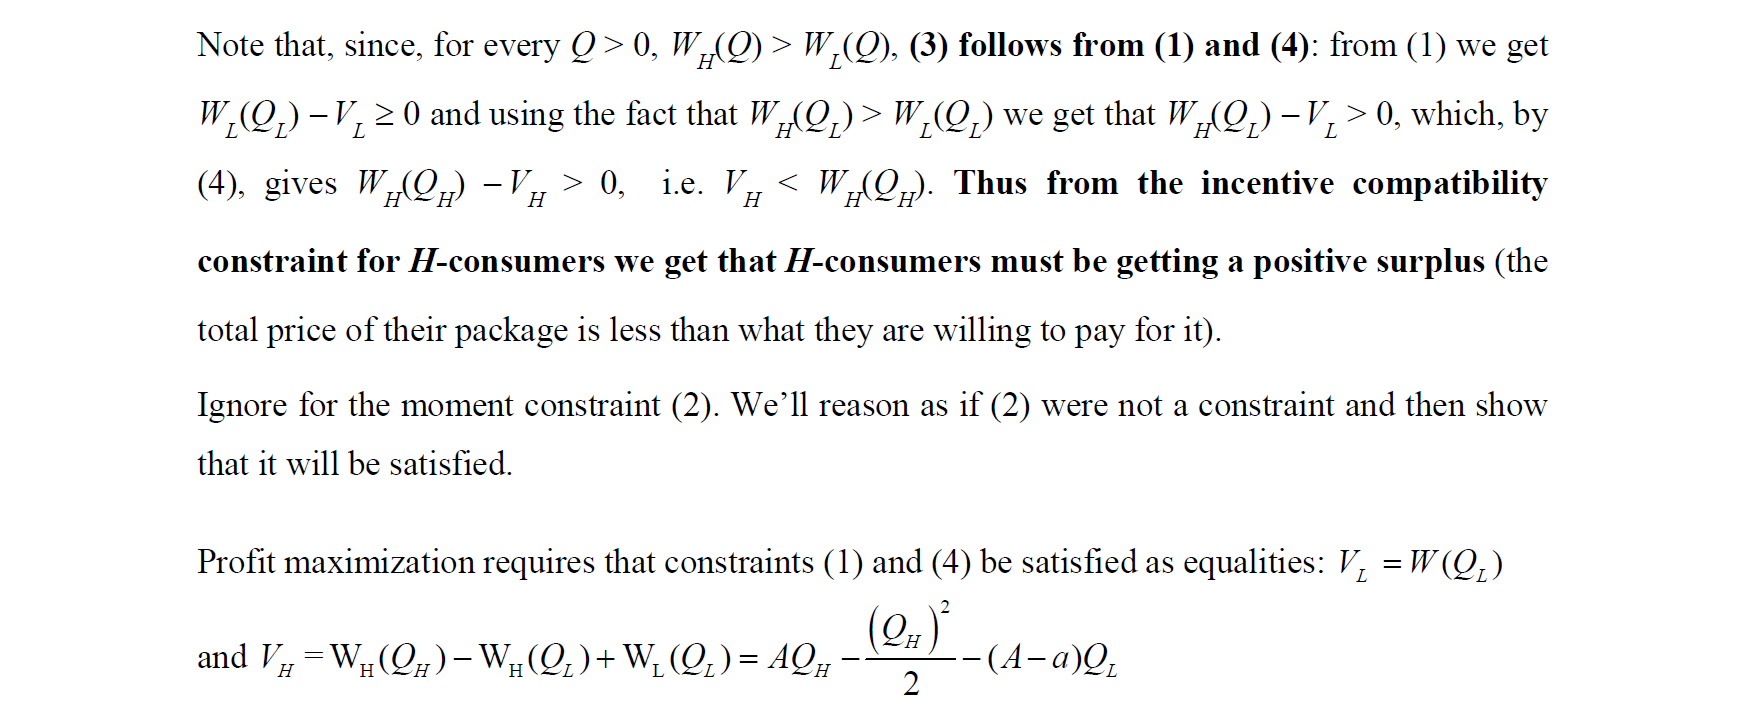 Note that, since, for every Q > 0, W_H(Q) > W_L(Q), (3) follows from (1) and (4): from (1) we get
W_L(Q_L) – V_L ≥ 0 and using the fact that W_H(Q_L) > W_L(Q_L) we get that W_H(Q_L) – V_L > 0, which, by
(4), gives W_H(Q_H) – V_H > 0, i.e. V_H < W_H(Q_H). Thus from the incentive compatibility
constraint for H-consumers we get that H-consumers must be getting a positive surplus (the
total price of their package is less than what they are willing to pay for it).
Ignore for the moment constraint (2). We’ll reason as if (2) were not a constraint and then show
that it will be satisfied.
Profit maximization requires that constraints (1) and (4) be satisfied as equalities: V_L = W(Q_L)
and V_H = W_H(Q_H) – W_H(Q_L) + W_L(Q_L) = AQ_H – (Q_H)^2 / 2 – (A – a)Q_L